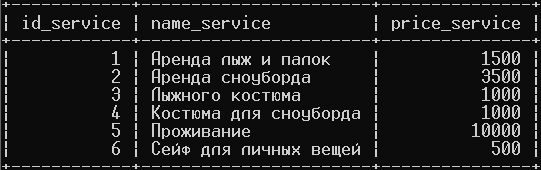 id_service name_service price_service
1 Аренда лыж и палок 1500
2 Аренда сноуборда 3500
3 Лыжного костюма 1000
4 Костюма для сноуборда 1000
5 Проживание 10000
6 Сейф для личных вещей 500